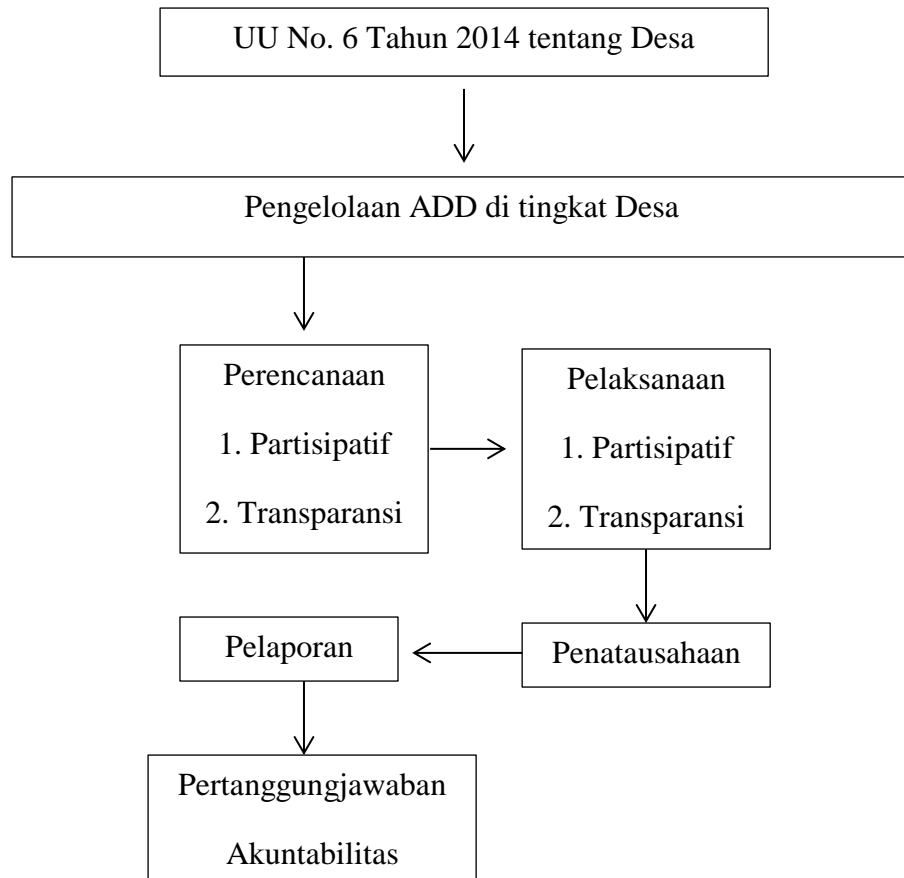 UU No. 6 Tahun 2014 tentang Desa
Pengelolaan ADD di tingkat Desa
Perencanaan
1. Partisipatif
2. Transparansi
Pelaksanaan
1. Partisipatif
2. Transparansi
Penatausahaan
Pelaporan
Pertanggungjawaban
Akuntabilitas